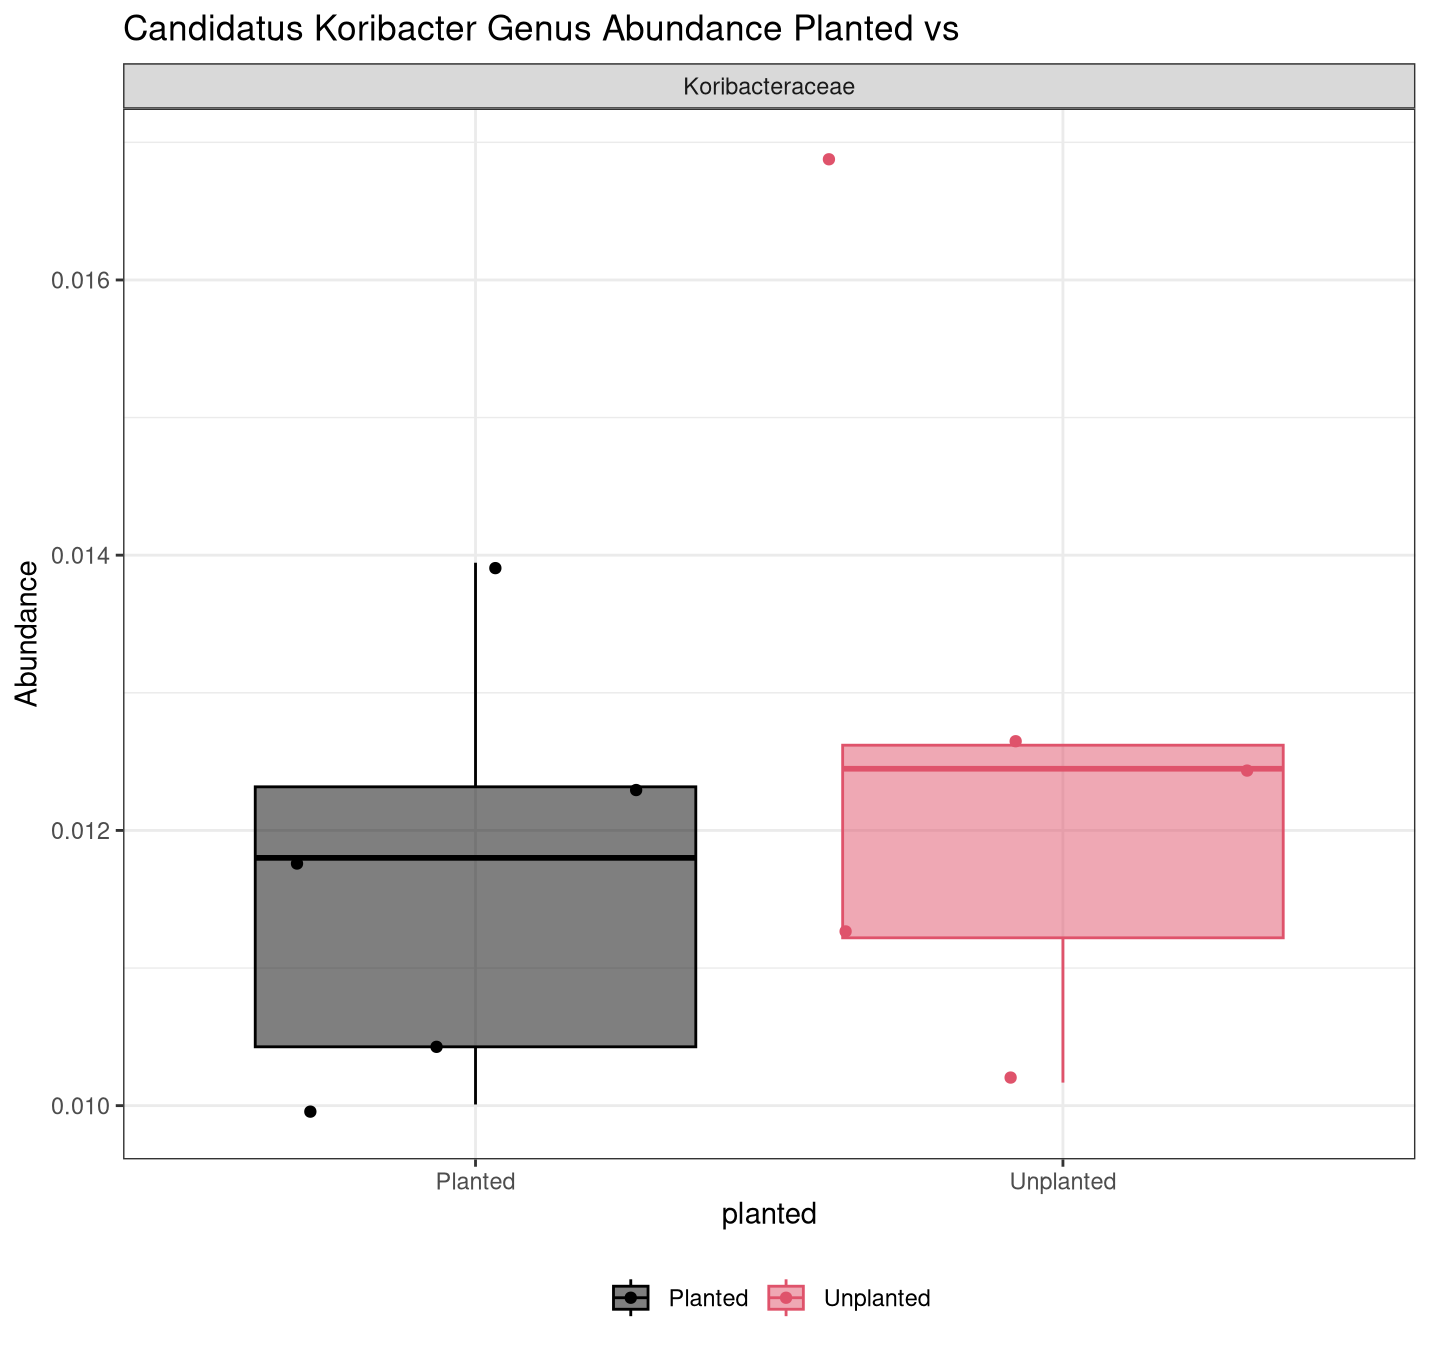 Candidatus Koribacter Genus Abundance Planted vs
Koribacteraceae
0.016
0.014
0.012
0.010
Abundance
Planted Unplanted
planted
Planted Unplanted